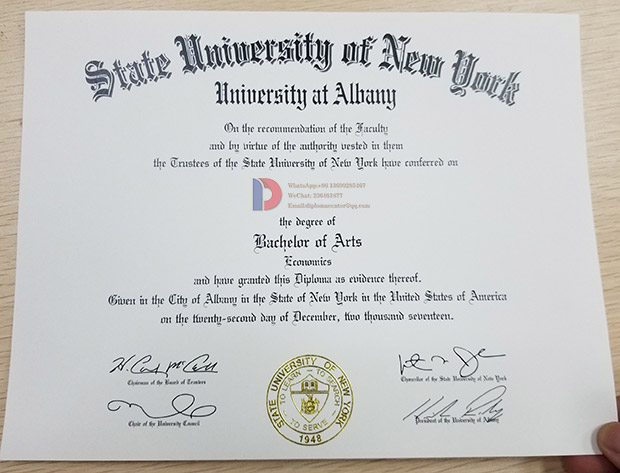 State University of New York
University at Albany
On the recommendation of the Faculty
and by virtue of the authority vested in them
the Trustees of the State University of New York have conferred on
the degree of
Bachelor of Arts
Economics
and have granted this Diploma as evidence thereof.
Given in the City of Albany in the State of New York in the United States of America
on the twenty-second day of December, two thousand seventeen.
Chairman of the Board of Trustees
Chancellor of the State University of New York
Chair of the University Council
President of the University of Albany
STATE UNIVERSITY OF NEW YORK
TO LEARN TO SEARCH
TO SERVE
1948